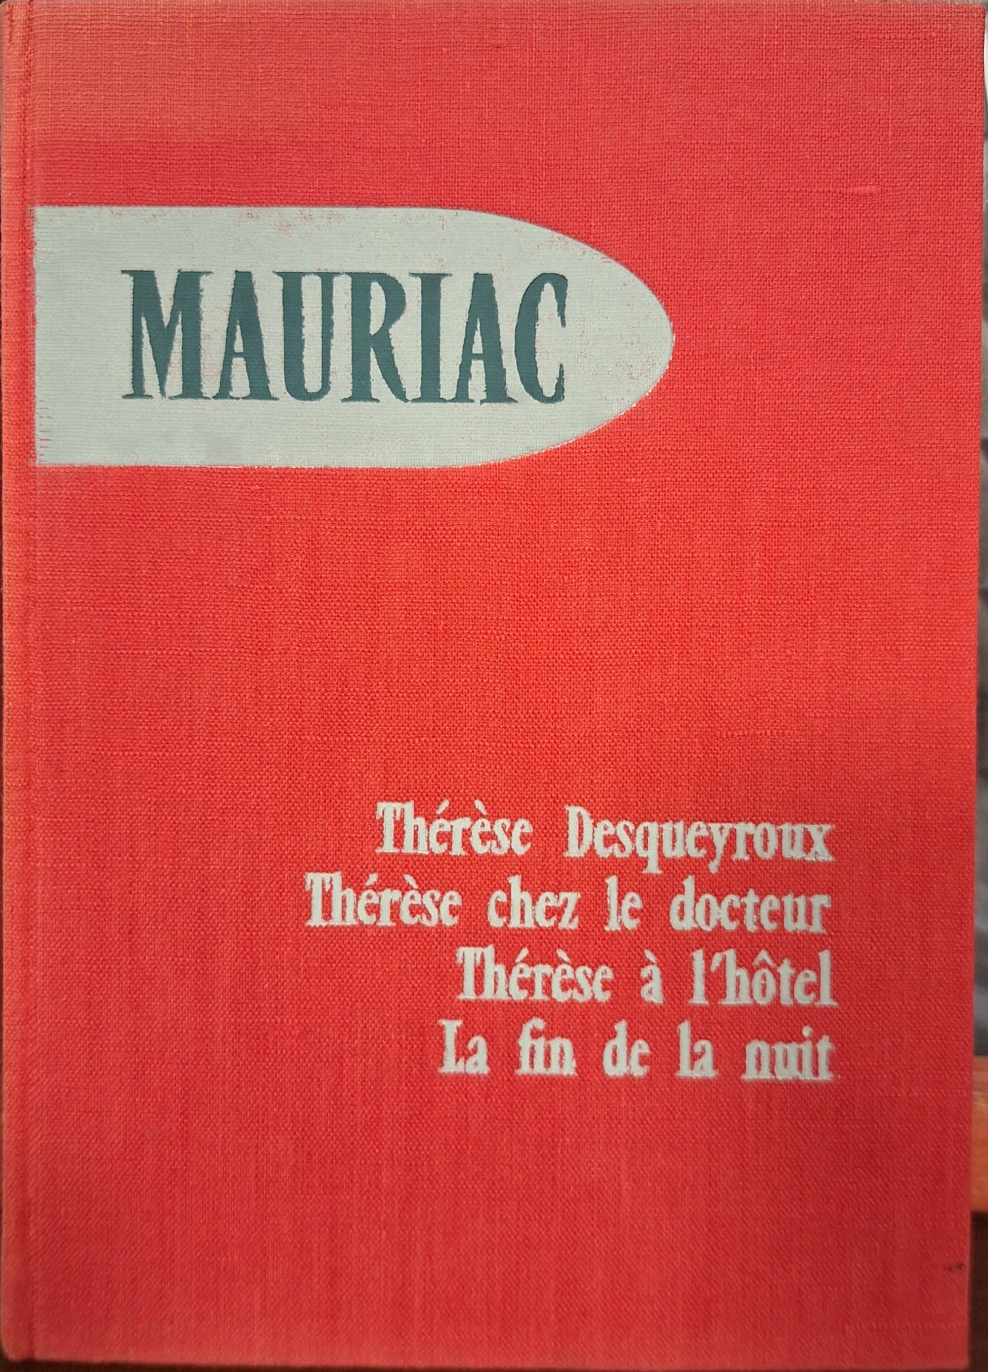 MAURIAC
Thérèse Desqueyroux
Thérèse chez le docteur
Thérèse à l'hôtel
La fin de la nuit